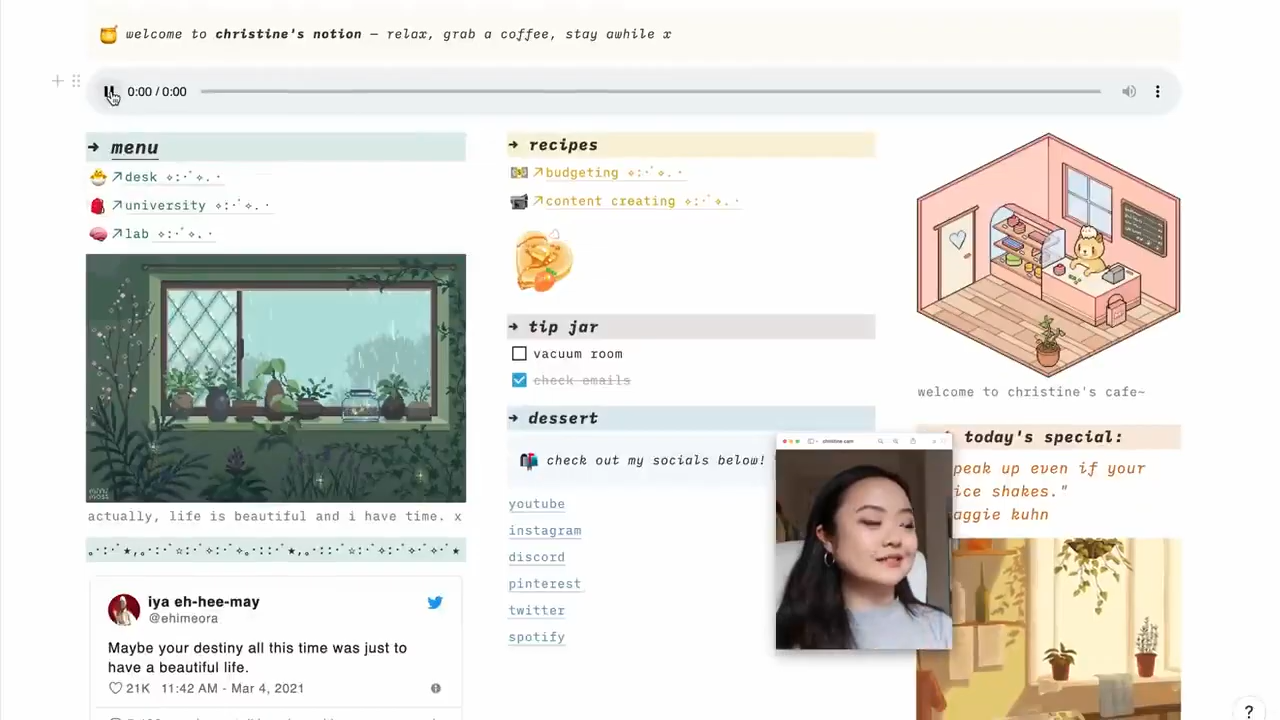 welcome to christine's notion — relax, grab a coffee, stay awhile x
0:00 / 0:00
→ menu
↗desk ✧:･ﾟ✧.･
↗university ✧:･ﾟ✧.･
↗lab ✧:･ﾟ✧.･
actually, life is beautiful and i have time. x
iya eh-hee-may
@ehimeora
Maybe your destiny all this time was just to
have a beautiful life.
21K 11:42 AM - Mar 4, 2021
→ recipes
↗budgeting ✧:･ﾟ✧.･
↗content creating ✧:･ﾟ✧.･
→ tip jar
vacuum room
check emails
→ dessert
check out my socials below!
youtube
instagram
discord
pinterest
twitter
spotify
christine cam
welcome to christine's cafe~
today's special:
peak up even if your
ice shakes."
aggie kuhn
?